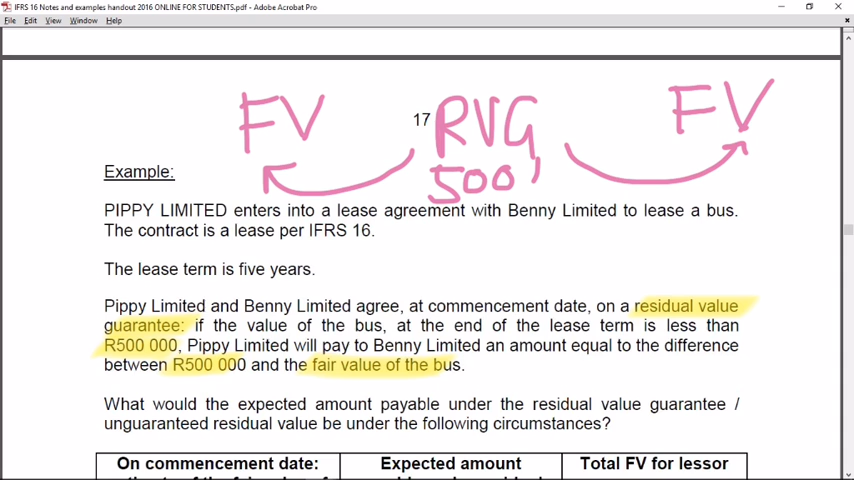 IFRS 16 Notes and examples handout 2016 ONLINE FOR STUDENTS.pdf - Adobe Acrobat Pro
File Edit View Window Help
FV 17 RVG FV
500'
Example:
PIPPY LIMITED enters into a lease agreement with Benny Limited to lease a bus.
The contract is a lease per IFRS 16.
The lease term is five years.
Pippy Limited and Benny Limited agree, at commencement date, on a residual value
guarantee: if the value of the bus, at the end of the lease term is less than
R500 000, Pippy Limited will pay to Benny Limited an amount equal to the difference
between R500 000 and the fair value of the bus.
What would the expected amount payable under the residual value guarantee /
unguaranteed residual value be under the following circumstances?
On commencement date: Expected amount Total FV for lessor